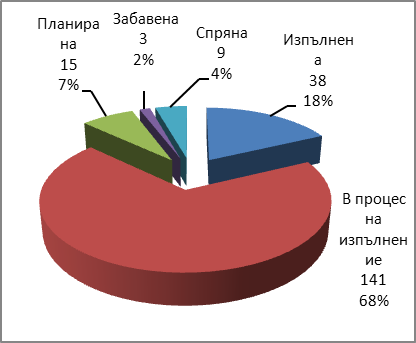 Планира
на
15
7%
Забавена
3
2%
Спряна
9
4%
Изпълнен
а
38
18%
В процес
на
изпълнен
ие
141
68%